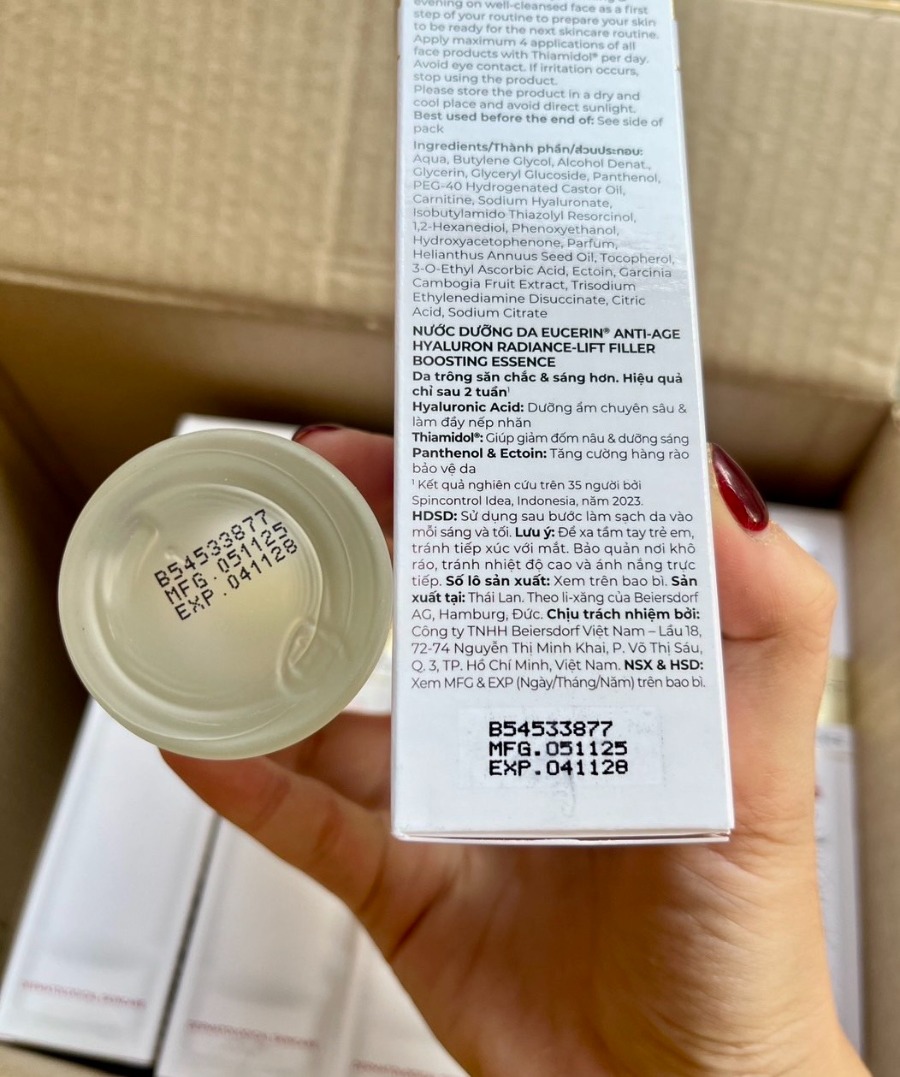 evening on well-cleansed face as a first
step of your routine to prepare your skin
to be ready for the next skincare routine.
Apply maximum 4 applications of all
face products with Thiamidol® per day.
Avoid eye contact. If irritation occurs,
stop using the product.
Please store the product in a dry and
cool place and avoid direct sunlight.
Best used before the end of: See side of
pack
Ingredients/Thành phần/ส่วนประกอบ:
Aqua, Butylene Glycol, Alcohol Denat.,
Glycerin, Glyceryl Glucoside, Panthenol,
PEG-40 Hydrogenated Castor Oil,
Carnitine, Sodium Hyaluronate,
Isobutylamido Thiazolyl Resorcinol,
1,2-Hexanediol, Phenoxyethanol,
Hydroxyacetophenone, Parfum,
Helianthus Annuus Seed Oil, Tocopherol,
3-O-Ethyl Ascorbic Acid, Ectoin, Garcinia
Cambogia Fruit Extract, Trisodium
Ethylenediamine Disuccinate, Citric
Acid, Sodium Citrate
NƯỚC DƯỠNG DA EUCERIN® ANTI-AGE
HYALURON RADIANCE-LIFT FILLER
BOOSTING ESSENCE
Da trông săn chắc & sáng hơn. Hiệu quả
chỉ sau 2 tuần¹
Hyaluronic Acid: Dưỡng ẩm chuyên sâu &
làm đầy nếp nhăn
Thiamidol®: Giúp giảm đốm nâu & dưỡng sáng
Panthenol & Ectoin: Tăng cường hàng rào
bảo vệ da
¹ Kết quả nghiên cứu trên 35 người bởi
Spincontrol Idea, Indonesia, năm 2023.
HDSD: Sử dụng sau bước làm sạch da vào
mỗi sáng và tối. Lưu ý: Để xa tầm tay trẻ em,
tránh tiếp xúc với mắt. Bảo quản nơi khô
ráo, tránh nhiệt độ cao và ánh nắng trực
tiếp. Số lô sản xuất: Xem trên bao bì. Sản
xuất tại: Thái Lan. Theo li-xăng của Beiersdorf
AG, Hamburg, Đức. Chịu trách nhiệm bởi:
Công ty TNHH Beiersdorf Việt Nam – Lầu 18,
72-74 Nguyễn Thị Minh Khai, P. Võ Thị Sáu,
Q. 3, TP. Hồ Chí Minh, Việt Nam. NSX & HSD:
Xem MFG & EXP (Ngày/Tháng/Năm) trên bao bì.
B54533877
MFG.051125
EXP.041128
B54533877
MFG.051125
EXP.041128